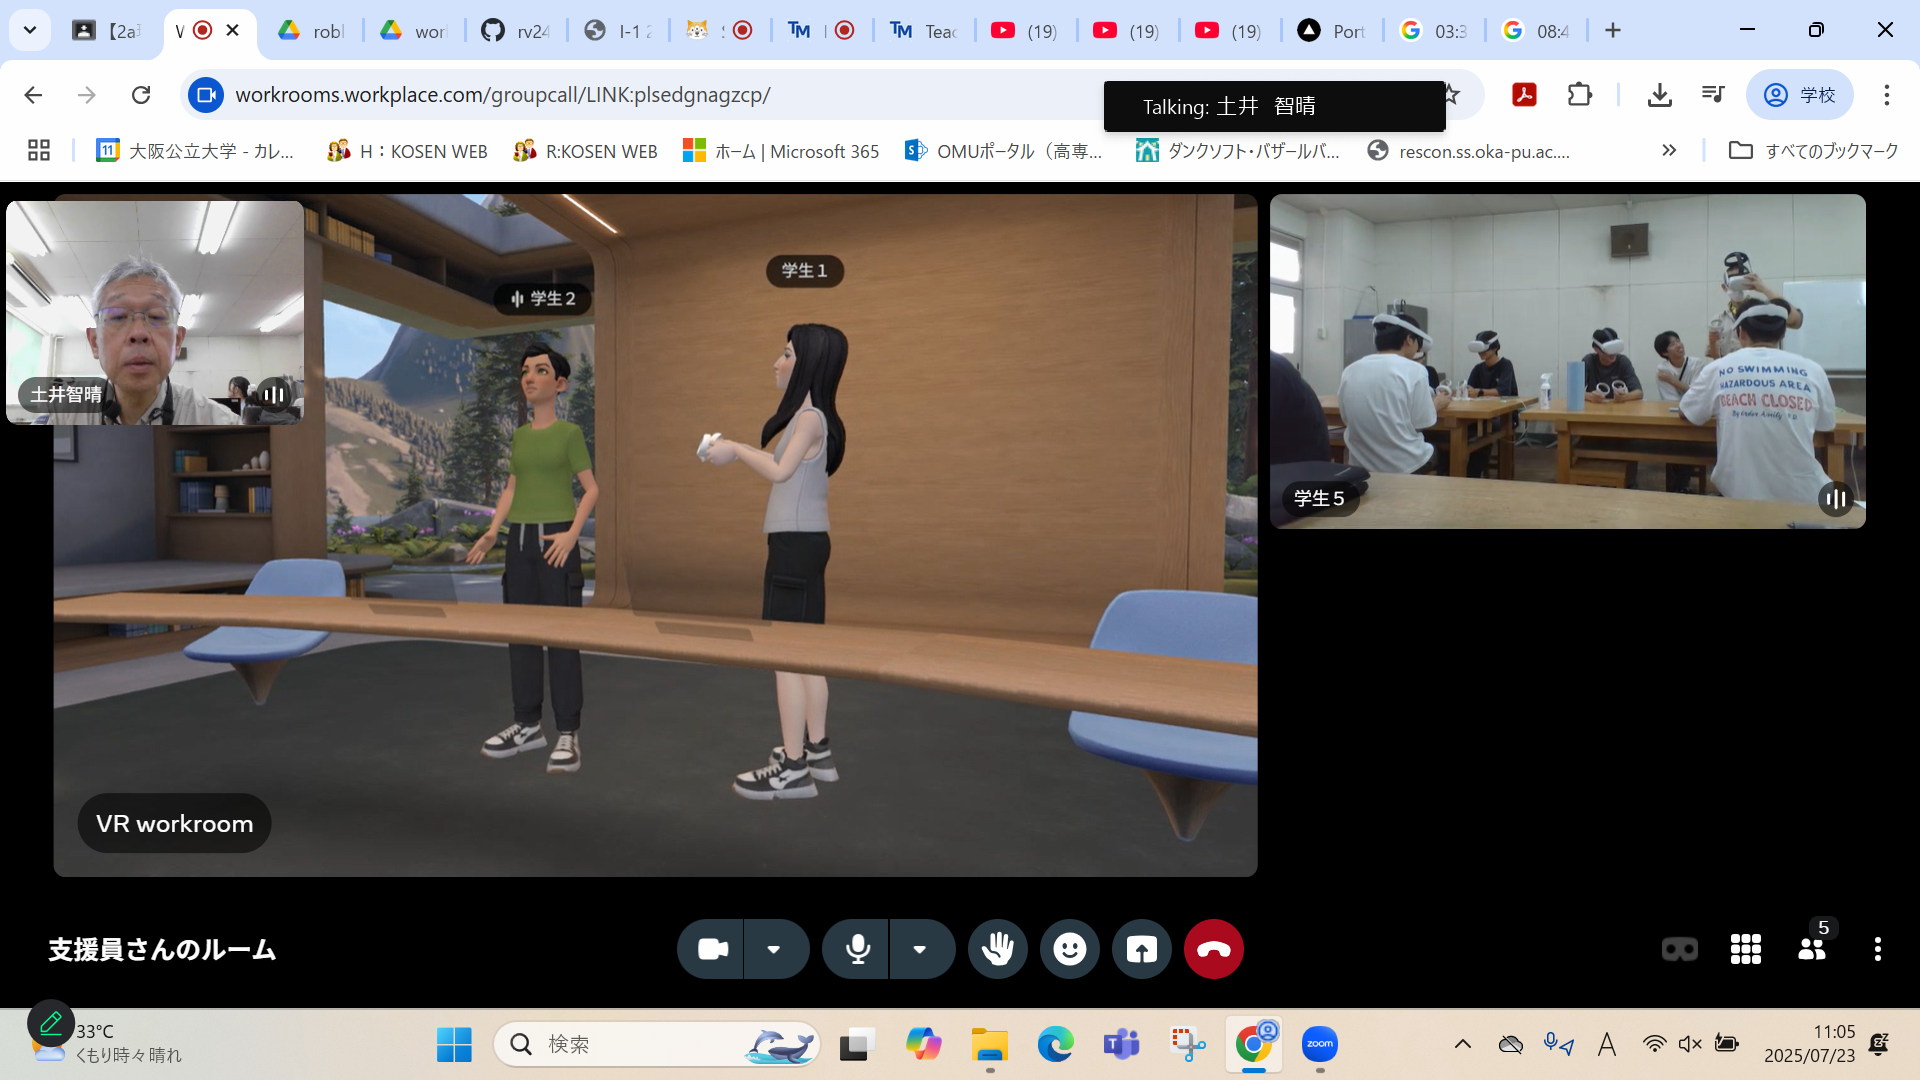 【2a
robl
wor
rv24
I-1 2
Teac
(19)
(19)
(19)
Port
03:3
08:4
workrooms.workplace.com/groupcall/LINK:plsedgnagzcp/
Talking: 土井 智晴
学校
大阪公立大学 - カレ...
H：KOSEN WEB
R:KOSEN WEB
ホーム | Microsoft 365
OMUポータル（高専...
ダンクソフト・バザールバ...
rescon.ss.oka-pu.ac....
すべてのブックマーク
土井智晴
学生２
学生１
NO SWIMMING
HAZARDOUS AREA
BEACH CLOSED
学生５
VR workroom
支援員さんのルーム
5
33°C
くもり時々晴れ
検索
zoom
A
11:05
2025/07/23